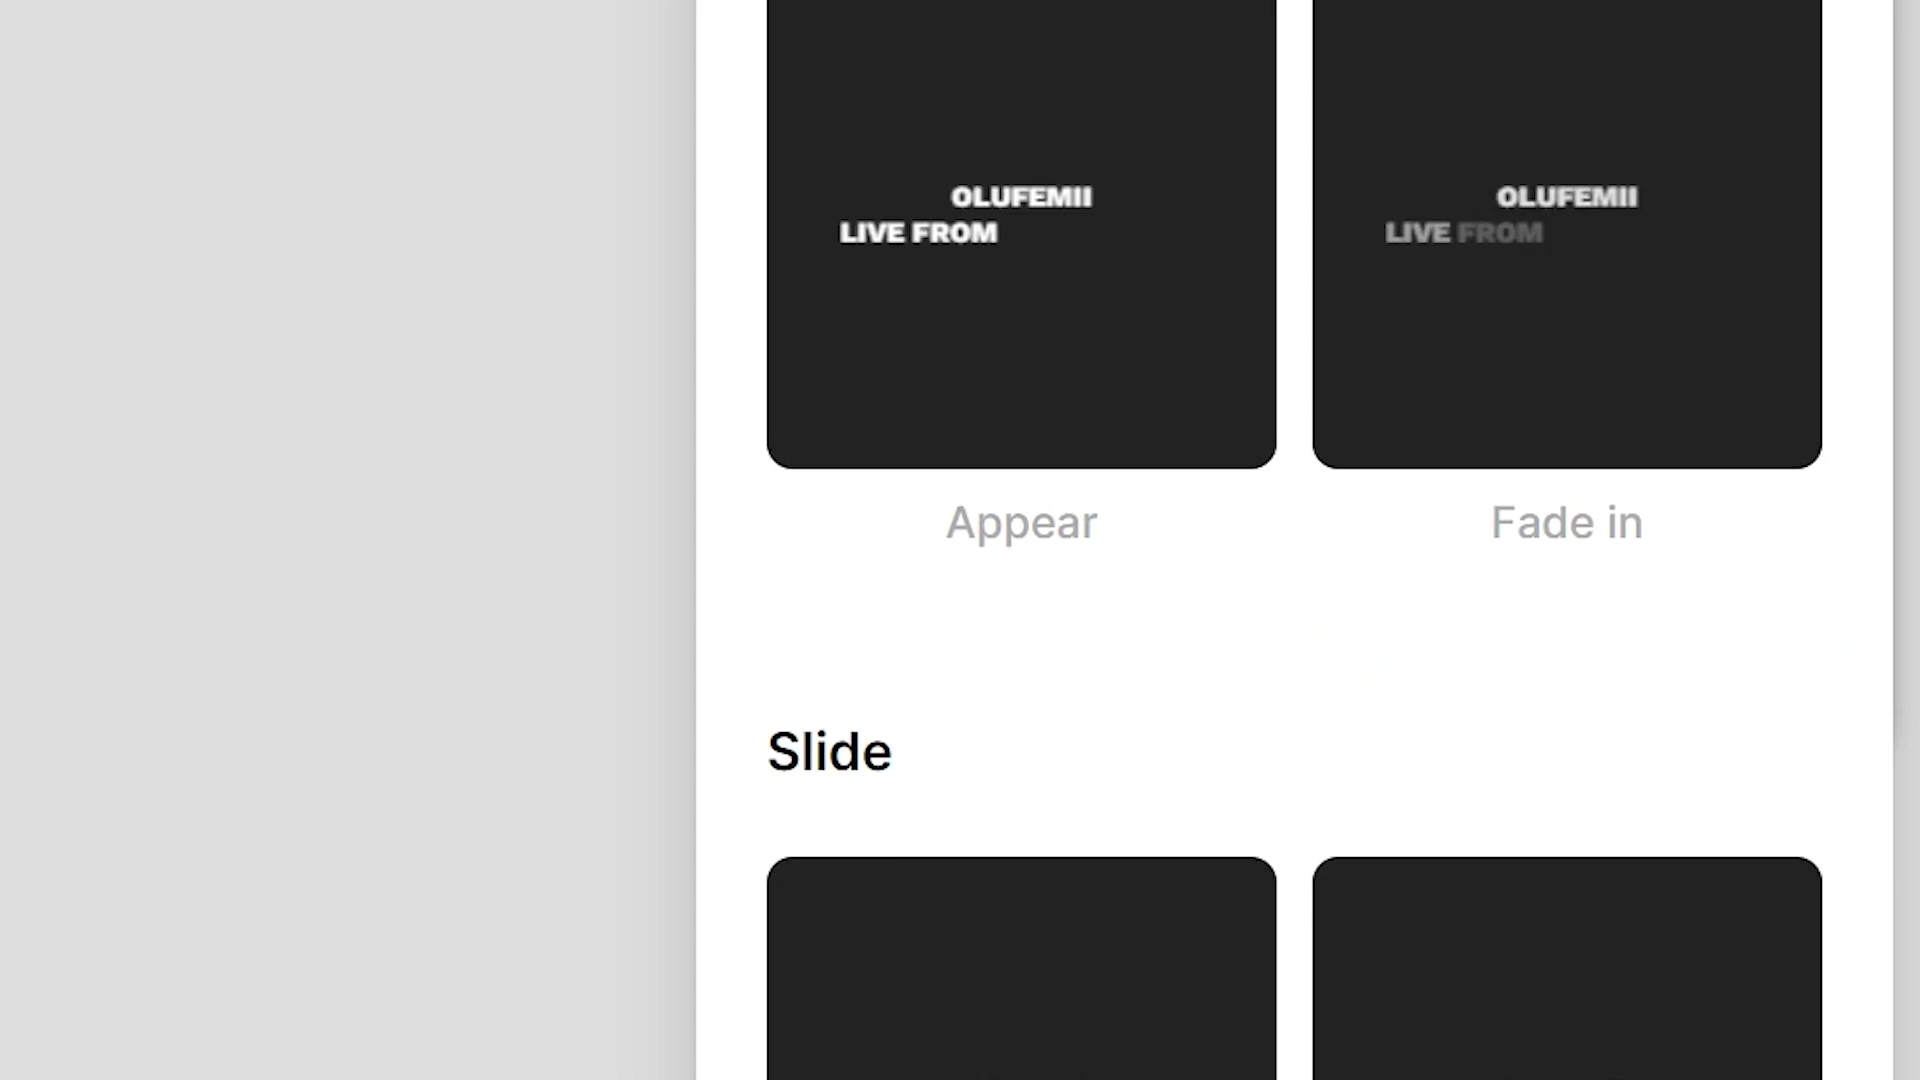 OLUFEMII
LIVE FROM
OLUFEMII
LIVE FROM
Appear
Fade in
Slide